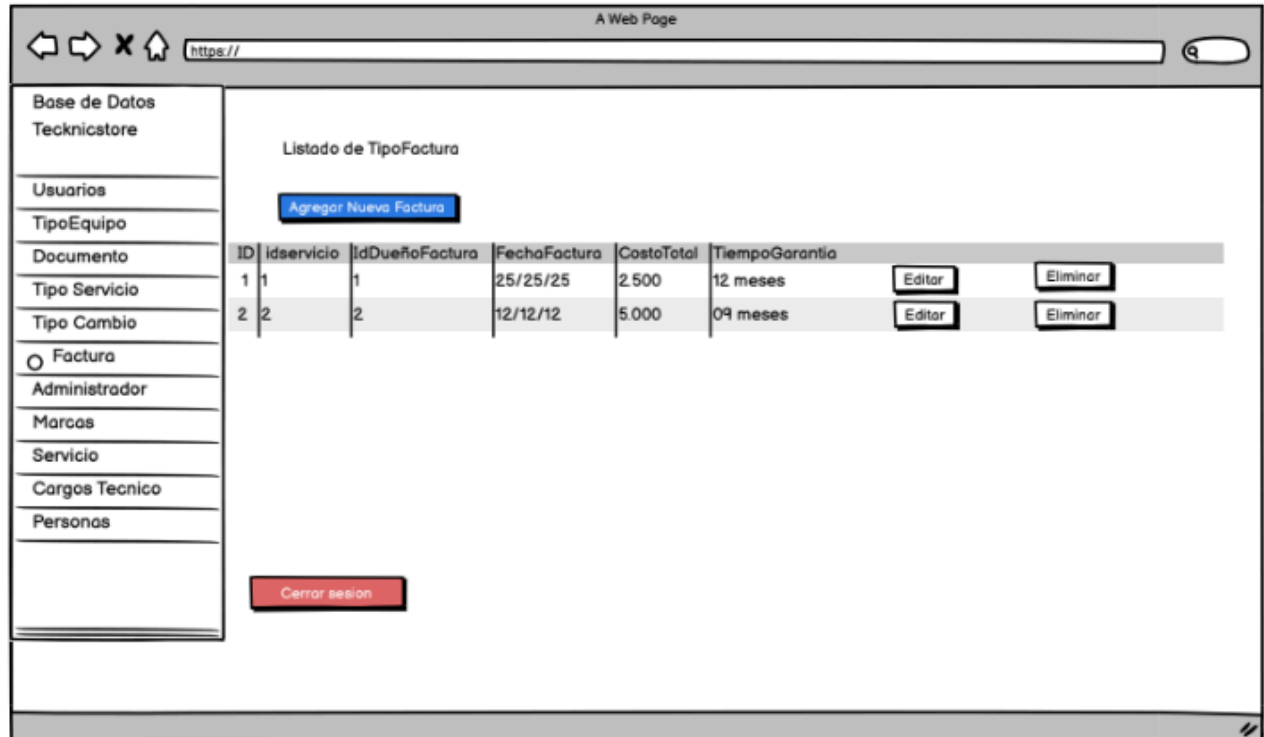 A Web Page
https://
Base de Datos
Tecknicstore
Usuarios
TipoEquipo
Documento
Tipo Servicio
Tipo Cambio
Factura
Administrador
Marcas
Servicio
Cargos Tecnico
Personas
Listado de TipoFactura
Agregar Nueva Factura
ID idservicio IdDueñoFactura FechaFactura CostoTotal TiempoGarantia
1 1 1 25/25/25 2.500 12 meses Editar Eliminar
2 2 2 12/12/12 5.000 09 meses Editar Eliminar
Cerrar sesion